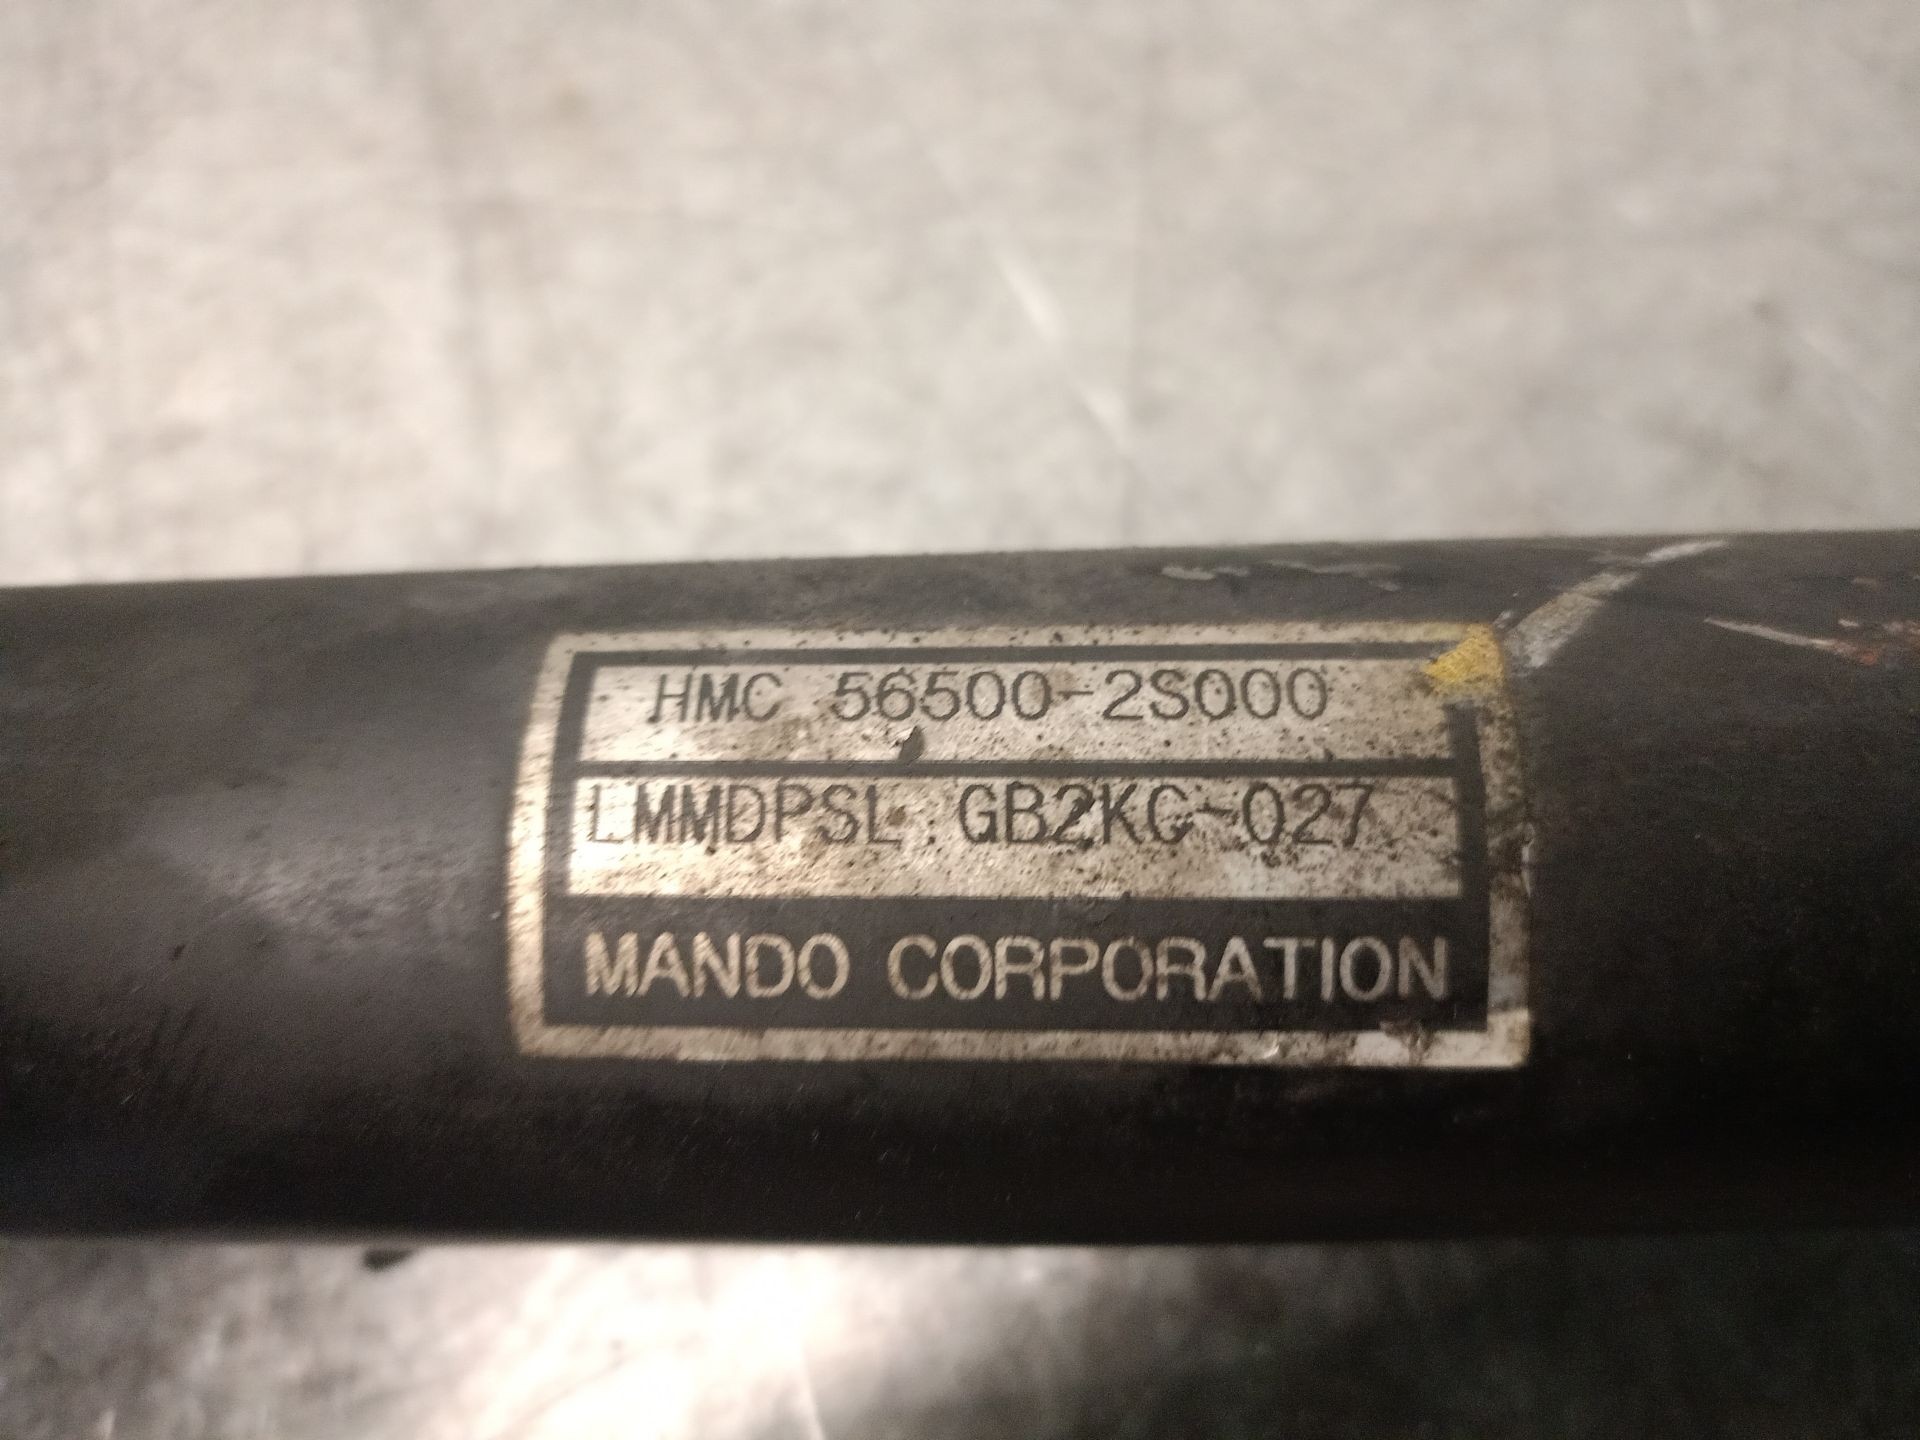 HMC 56500-2S000
LMMDPSL GB2KC-027
MANDO CORPORATION